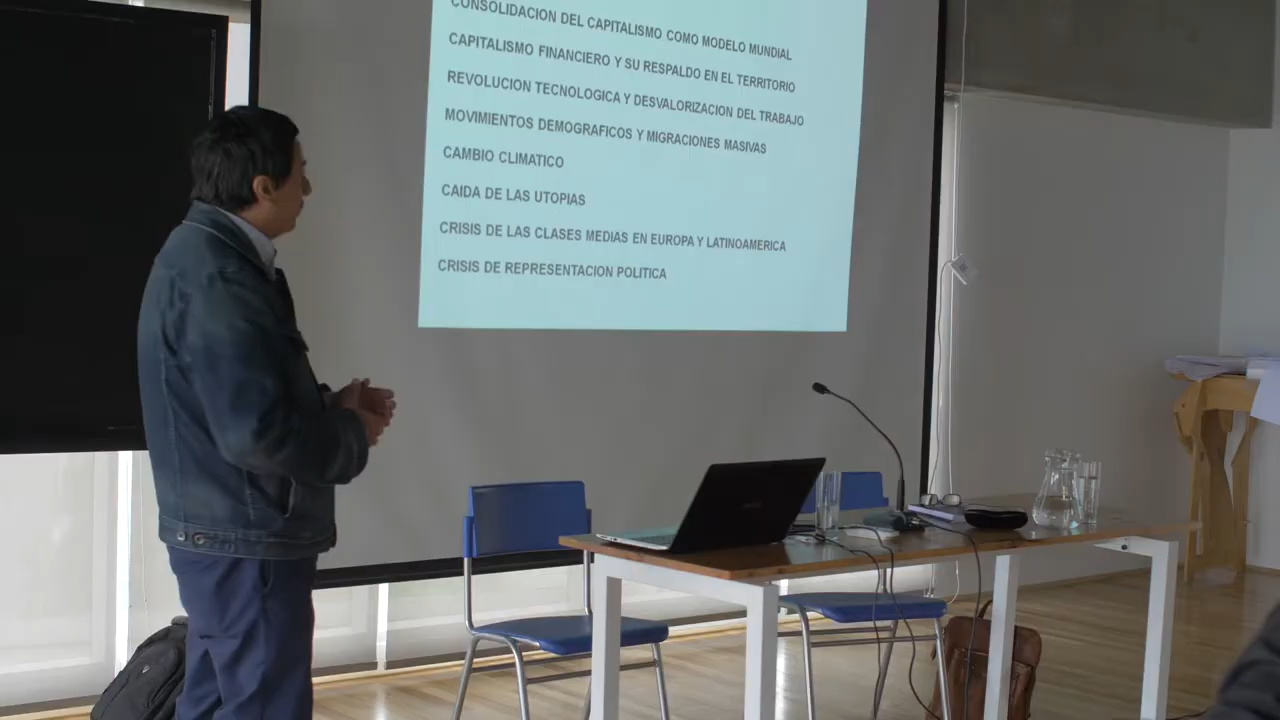 CONSOLIDACION DEL CAPITALISMO COMO MODELO MUNDIAL
CAPITALISMO FINANCIERO Y SU RESPALDO EN EL TERRITORIO
REVOLUCION TECNOLOGICA Y DESVALORIZACION DEL TRABAJO
MOVIMIENTOS DEMOGRAFICOS Y MIGRACIONES MASIVAS
CAMBIO CLIMATICO
CAIDA DE LAS UTOPIAS
CRISIS DE LAS CLASES MEDIAS EN EUROPA Y LATINOAMERICA
CRISIS DE REPRESENTACION POLITICA